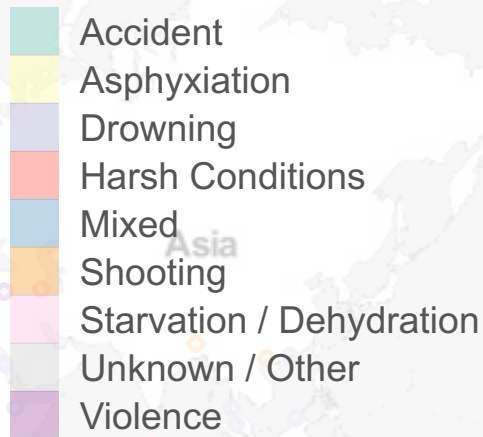 Accident
Asphyxiation
Drowning
Harsh Conditions
Mixed
Asia
Shooting
Starvation / Dehydration
Unknown / Other
Violence